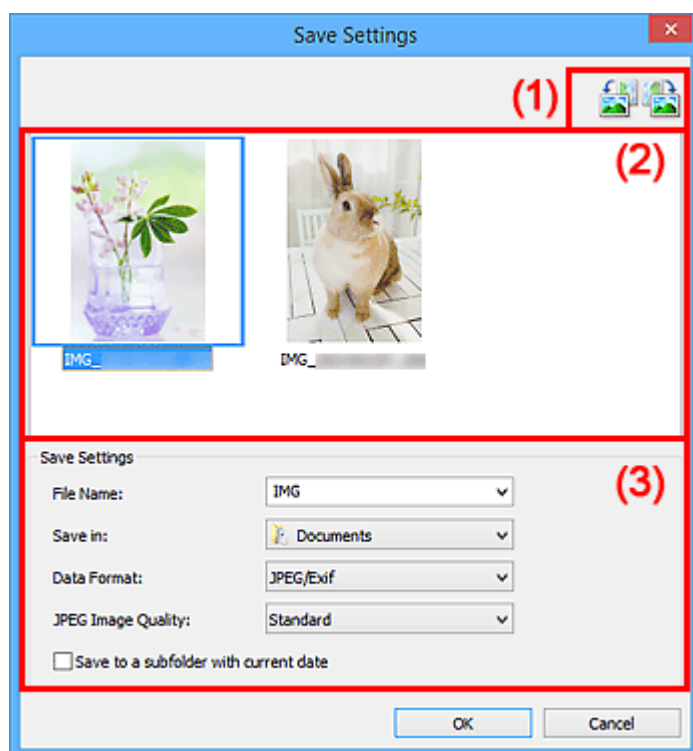 Save Settings
(1)
(2)
IMG_
IMG_
Save Settings
(3)
File Name: IMG
Save in: Documents
Data Format: JPEG/Exif
JPEG Image Quality: Standard
Save to a subfolder with current date
OK Cancel